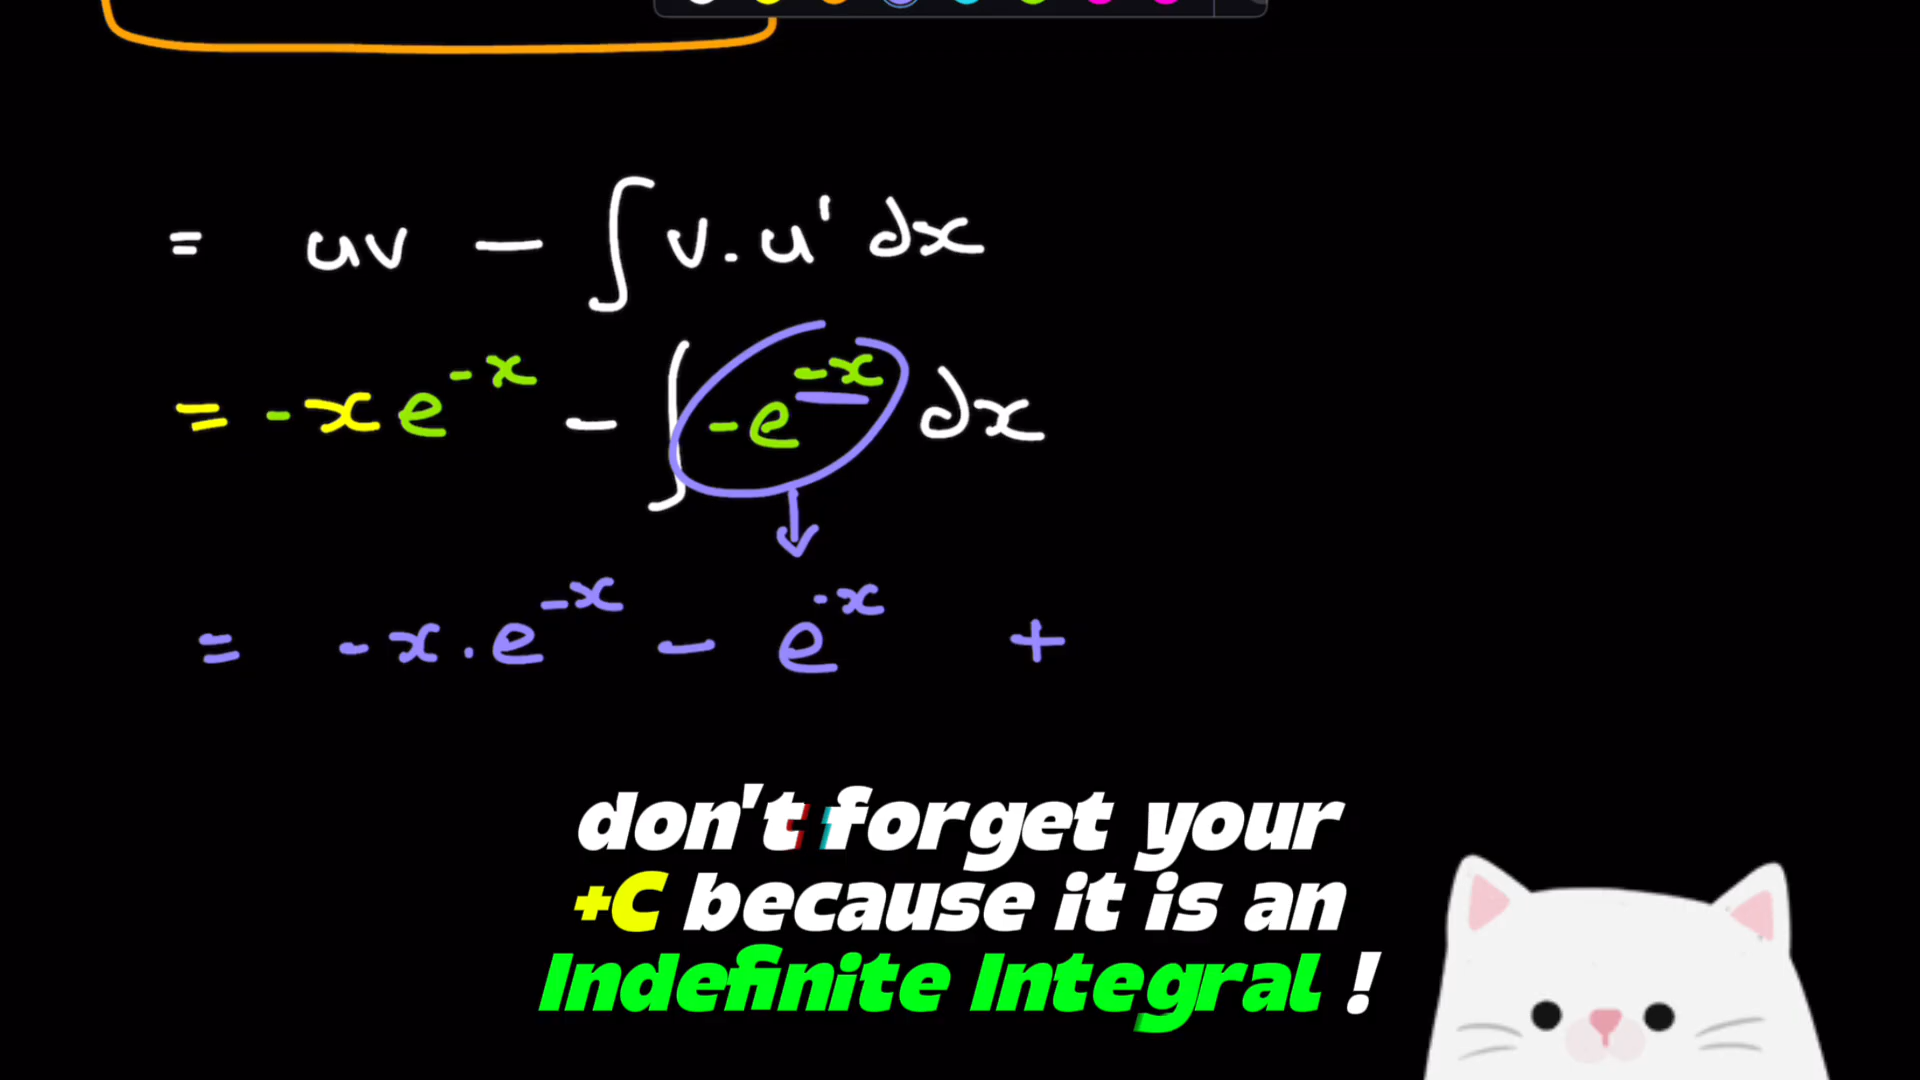 = uv - ∫ v. u' dx
= -xe^-x - ∫ -e^-x dx
= -x.e^-x - e^-x +
don't forget your
+C because it is an
Indefinite Integral !